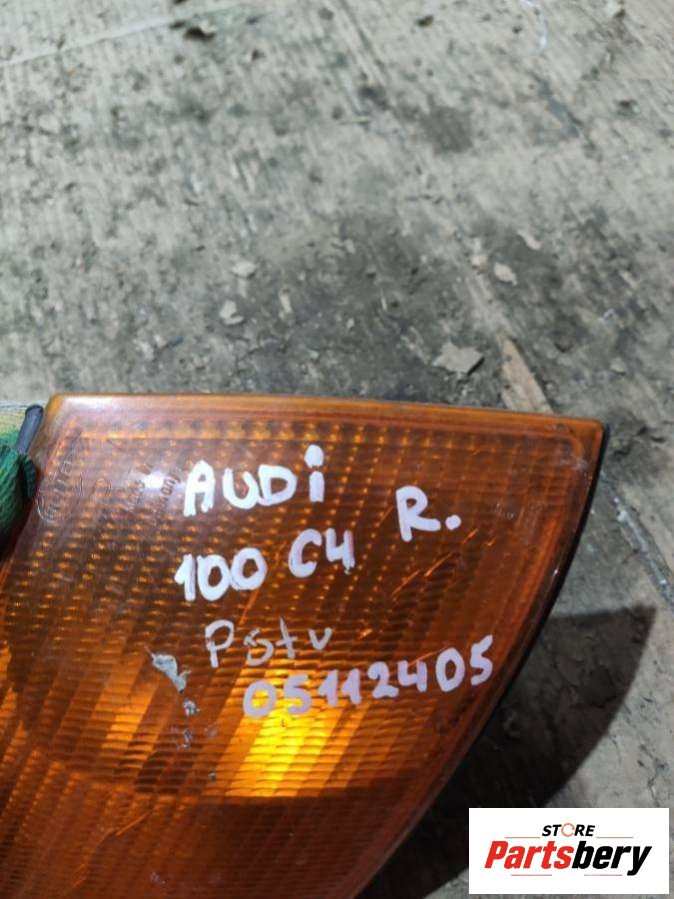 AUDi
R.
100 C4
Pstv
05112405
STORE
Partsbery